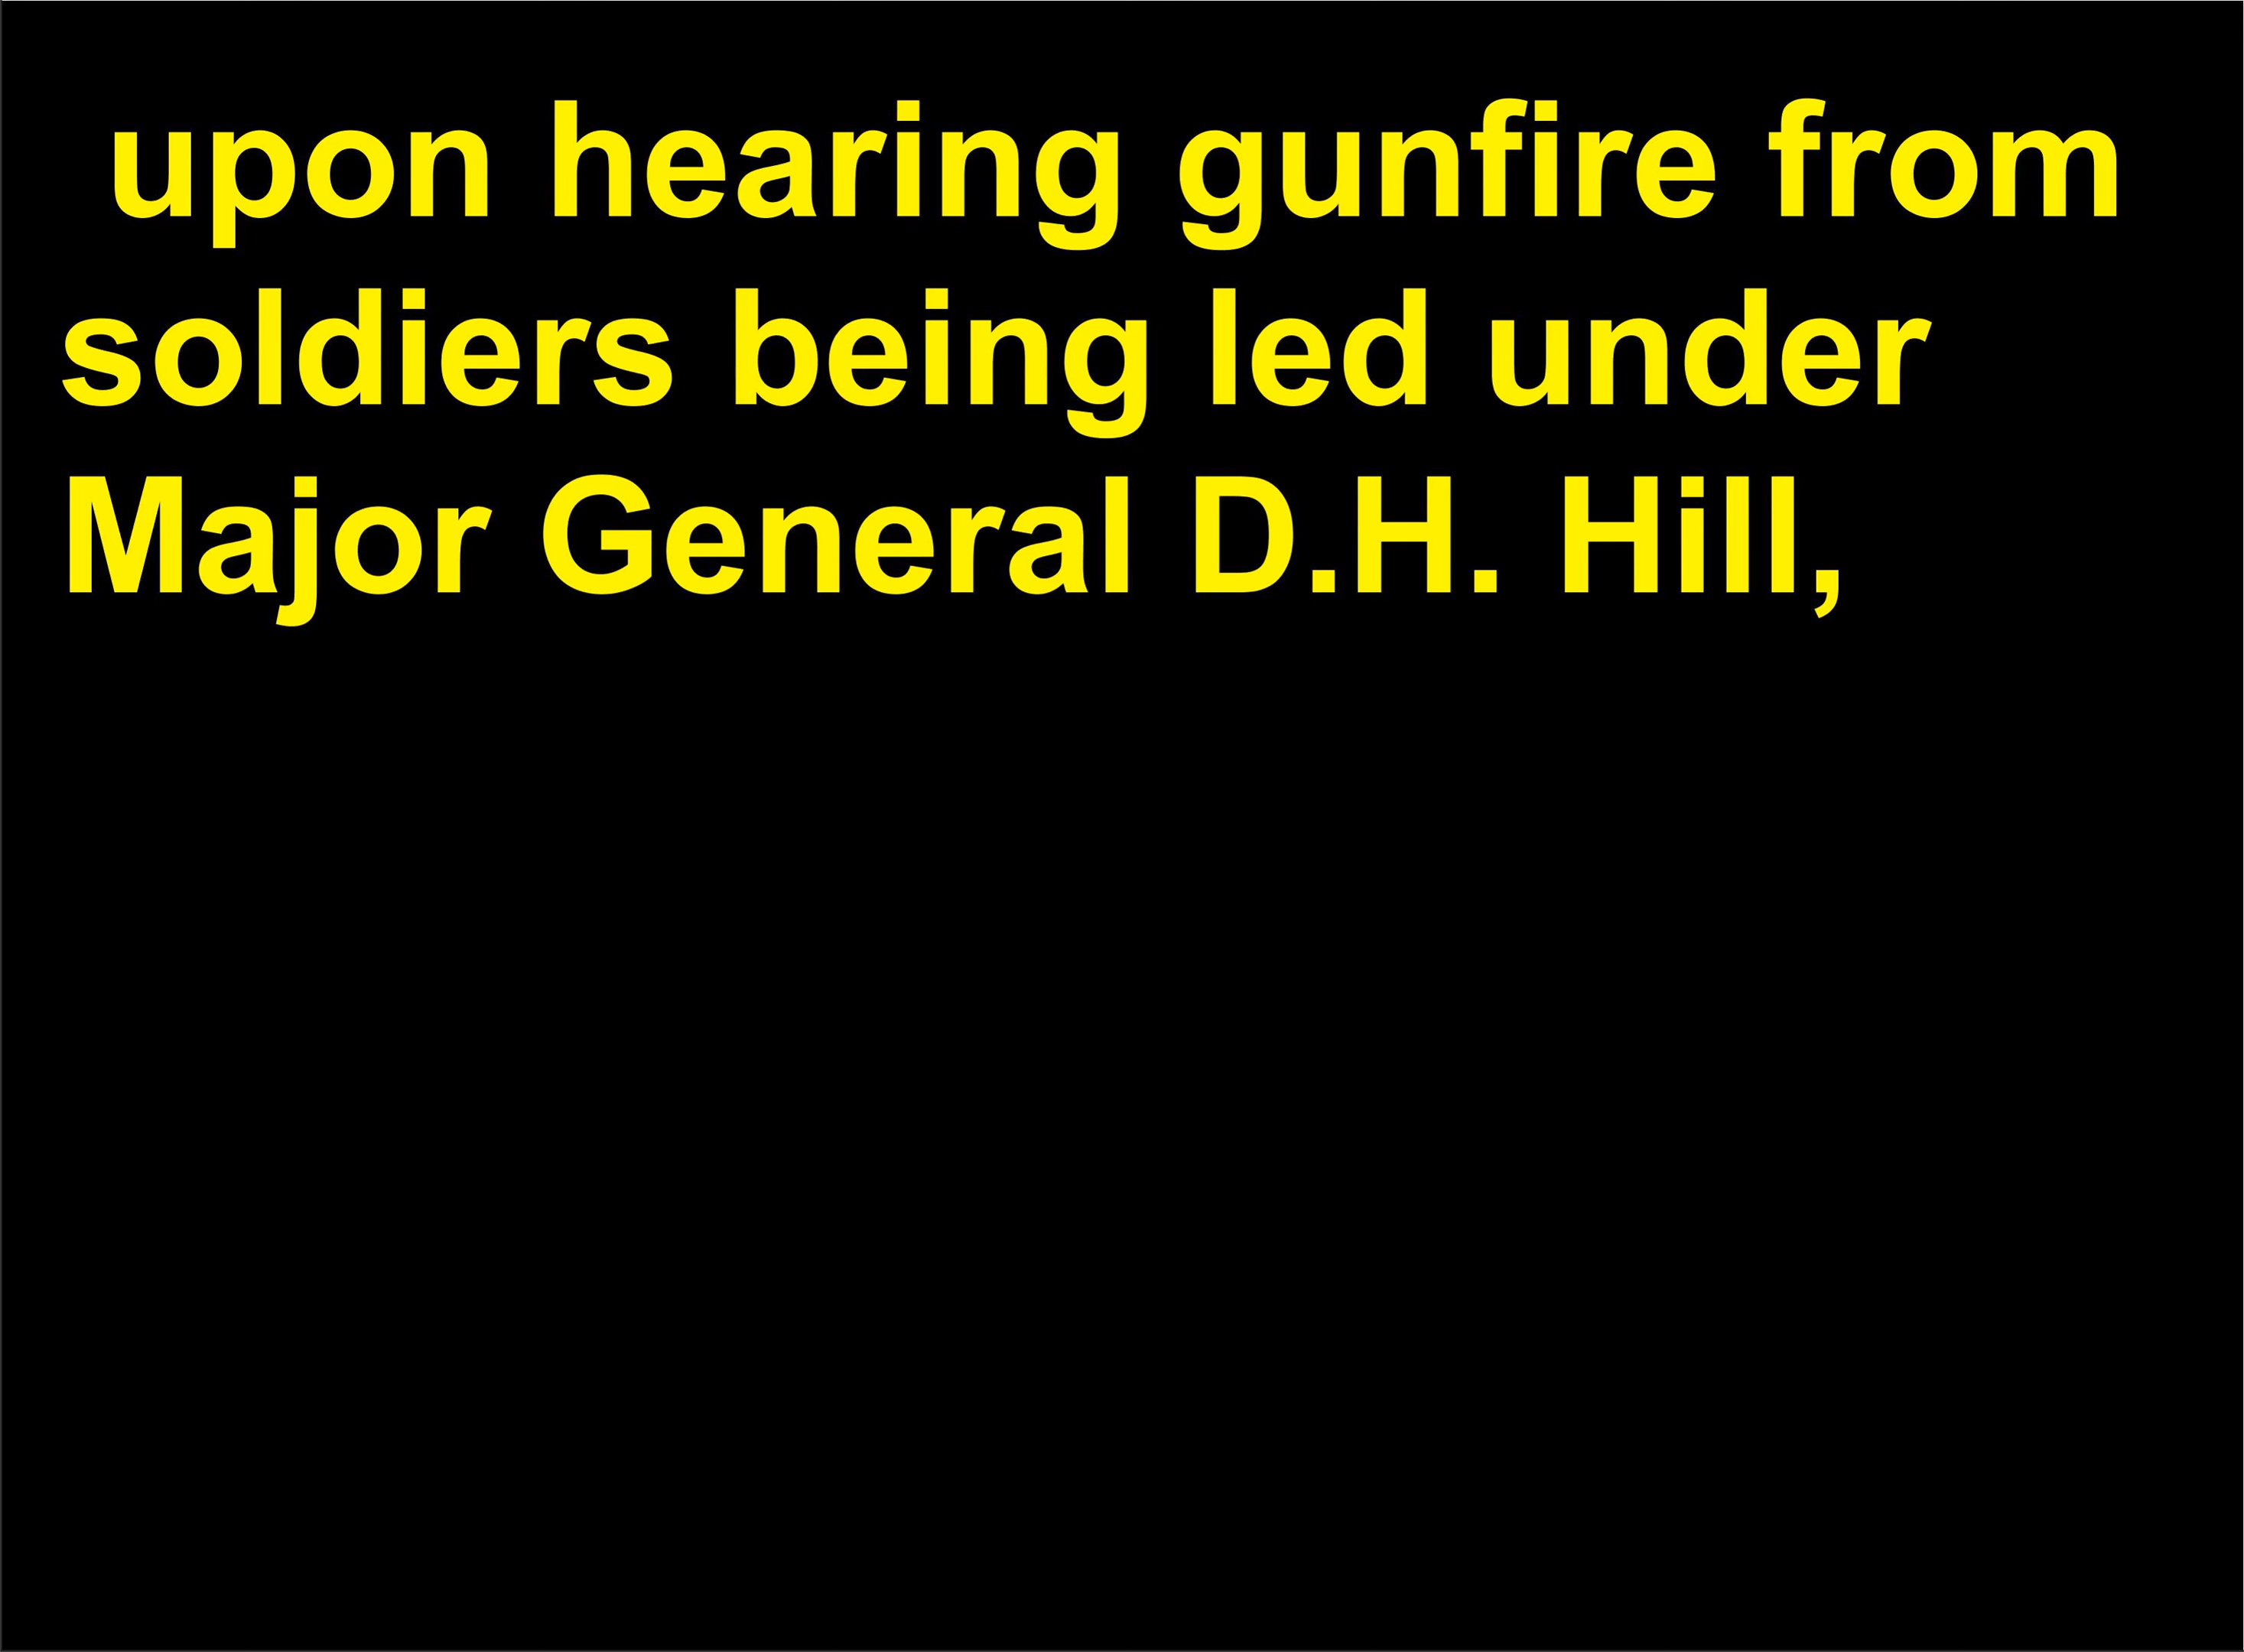 upon hearing gunfire from
soldiers being led under
Major General D.H. Hill,